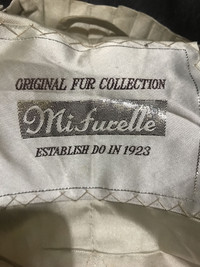 ORIGINAL FUR COLLECTION
Mifurelle
ESTABLISH DO IN 1923